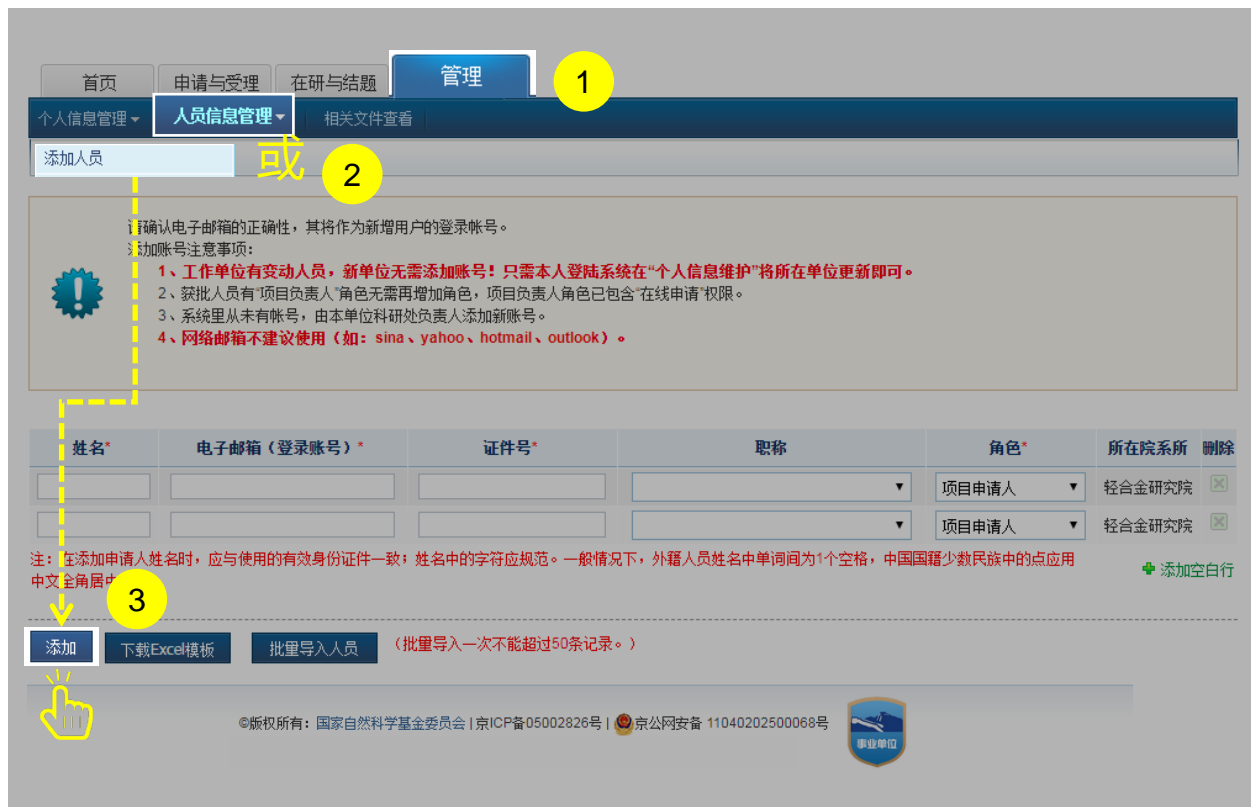 首页 申请与受理 在研与结题 管理 1
个人信息管理 人员信息管理 相关文件查看
添加人员 或 2
请确认电子邮箱的正确性，其将作为新增用户的登录帐号。
添加账号注意事项：
1、工作单位有变动人员，新单位无需添加账号！只需本人登陆系统在“个人信息维护”将所在单位更新即可。
2、获批人员有“项目负责人”角色无需再增加角色，项目负责人角色已包含“在线申请”权限。
3、系统里从未有帐号，由本单位科研处负责人添加新账号。
4、网络邮箱不建议使用（如：sina、yahoo、hotmail、outlook）。
姓名* 电子邮箱（登录账号）* 证件号* 职称 角色* 所在院系所 删除
项目申请人 轻合金研究院
项目申请人 轻合金研究院
注：在添加申请人姓名时，应与使用的有效身份证件一致；姓名中的字符应规范。一般情况下，外籍人员姓名中单词间为1个空格，中国国籍少数民族中的点应用
中文全角居中
添加空白行
3
添加 下载Excel模板 批量导入人员 （批量导入一次不能超过50条记录。）
©版权所有：国家自然科学基金委员会 | 京ICP备05002826号 | 京公网安备 11040202500068号
事业单位